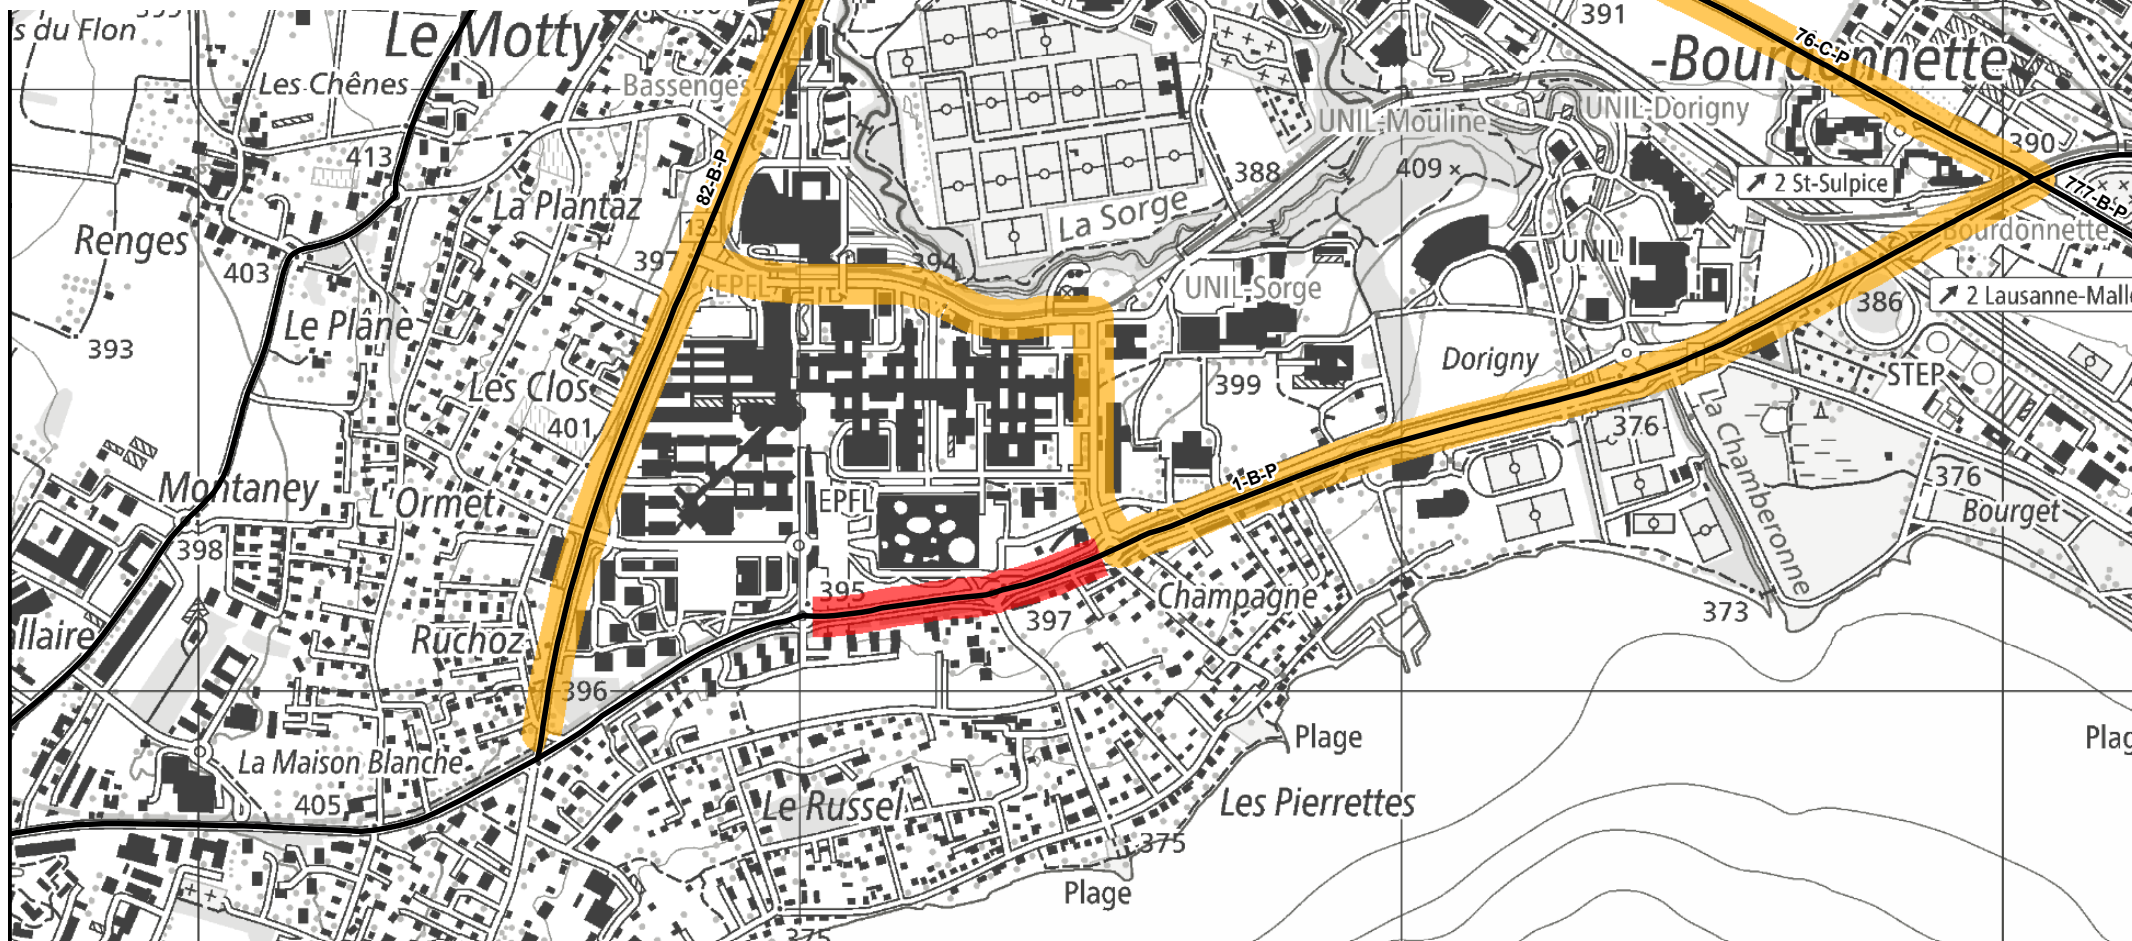 s du Flon
Le Motty
391
76-C-P
-Bourdonnette
Les Chênes
Bassenges
UNIL-Mouline
UNIL-Dorigny
390
413
82-B-P
388
409
2 St-Sulpice
777-B-P
La Plantaz
La Sorge
Renges
403
397
394
EPFL
UNIL-Sorge
UNIL
Bourdonnette
2 Lausanne-Malle
386
Le Plâne
393
Les Clos
399
Dorigny
STEP
401
376
La Chamberonne
Montaney
L'Ormet
EPFL
1-B-P
376
Bourget
398
395
397
Champagne
373
allaire
Ruchoz
396
Plage
Plag
La Maison Blanche
405
Le Russel
Les Pierrettes
375
Plage
375